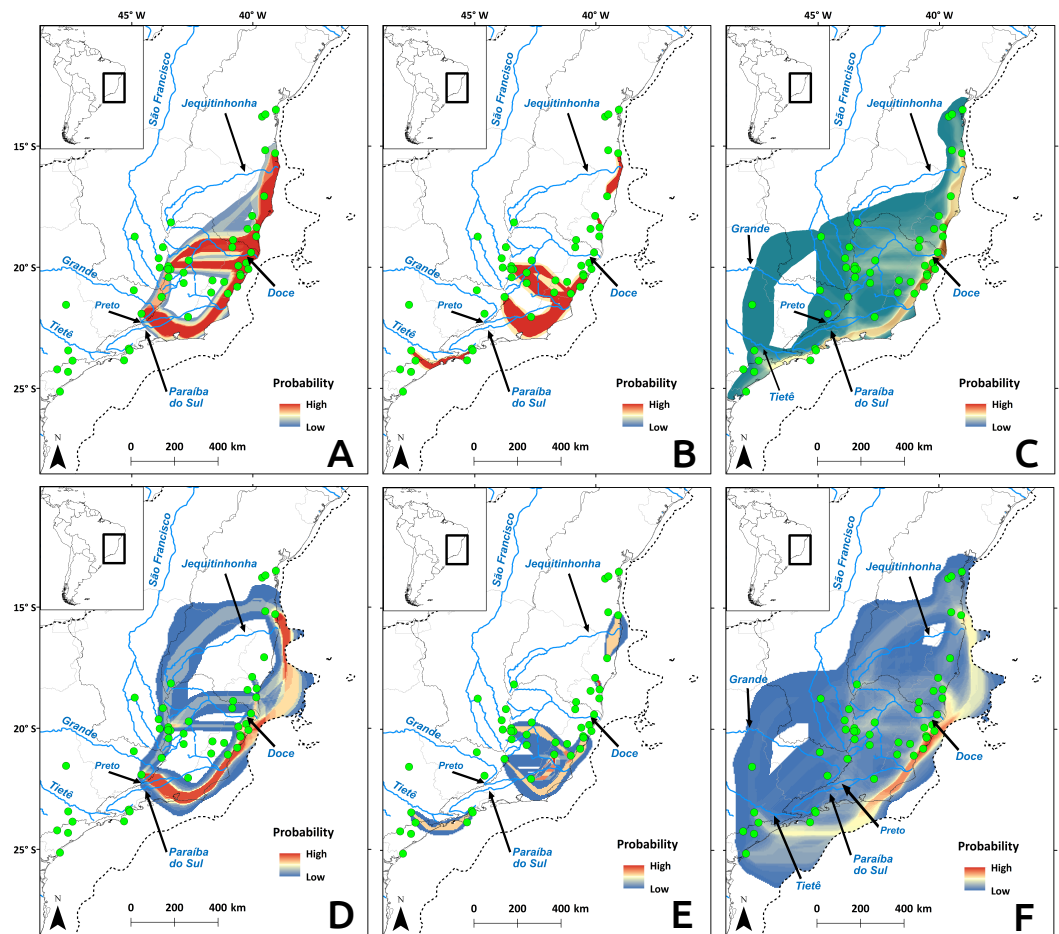 45° W
40° W
45° W
40° W
45° W
40° W
15° S
20° S
25° S
São Francisco
Jequitinhonha
Grande
Preto
Tietê
Doce
Paraíba
do Sul
Probability
High
Low
N
0 200 400 km
A
São Francisco
Jequitinhonha
Grande
Preto
Tietê
Doce
Paraíba
do Sul
Probability
High
Low
N
0 200 400 km
B
São Francisco
Jequitinhonha
Grande
Preto
Doce
Tietê
Paraíba
do Sul
Probability
High
Low
N
0 200 400 km
C
15° S
20° S
25° S
São Francisco
Jequitinhonha
Grande
Preto
Tietê
Doce
Paraíba
do Sul
Probability
High
Low
N
0 200 400 km
D
São Francisco
Jequitinhonha
Grande
Preto
Tietê
Doce
Paraíba
do Sul
Probability
High
Low
N
0 200 400 km
E
São Francisco
Jequitinhonha
Grande
Doce
Preto
Paraíba
do Sul
Tietê
Probability
High
Low
N
0 200 400 km
F